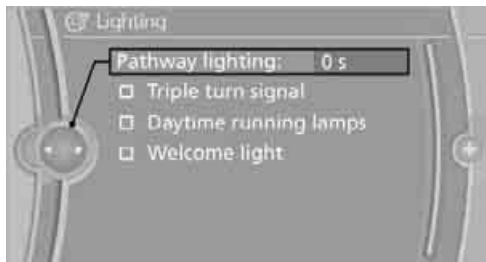 Lighting
Pathway lighting: 0 s
Triple turn signal
Daytime running lamps
Welcome light